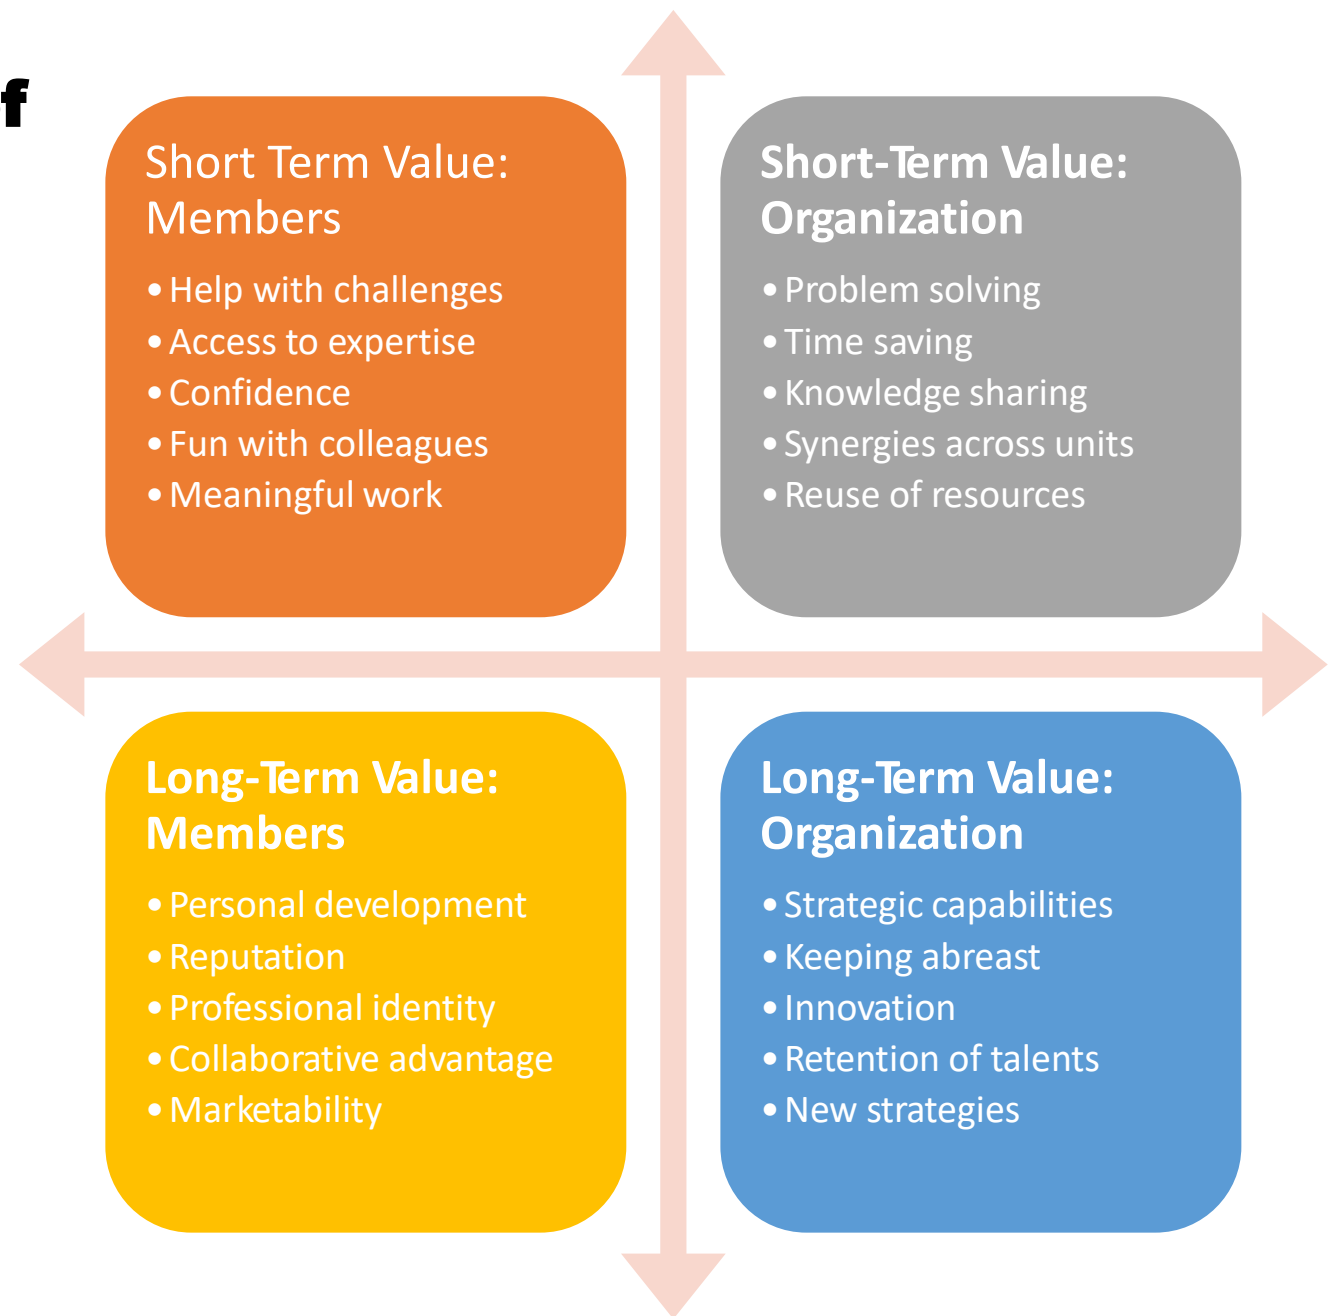 f
Short Term Value:
Members
• Help with challenges
• Access to expertise
• Confidence
• Fun with colleagues
• Meaningful work
Short-Term Value:
Organization
• Problem solving
• Time saving
• Knowledge sharing
• Synergies across units
• Reuse of resources
Long-Term Value:
Members
• Personal development
• Reputation
• Professional identity
• Collaborative advantage
• Marketability
Long-Term Value:
Organization
• Strategic capabilities
• Keeping abreast
• Innovation
• Retention of talents
• New strategies